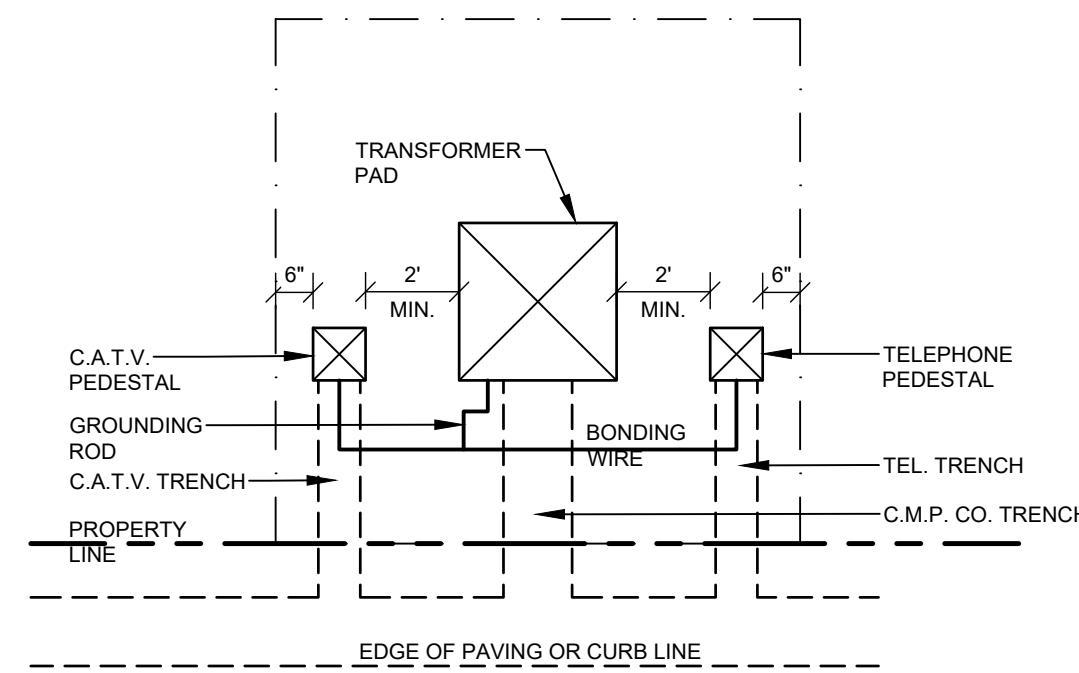 TRANSFORMER
PAD
6"
2'
MIN.
2'
MIN.
6"
C.A.T.V.
PEDESTAL
TELEPHONE
PEDESTAL
GROUNDING
ROD
BONDING
WIRE
C.A.T.V. TRENCH
TEL. TRENCH
C.M.P. CO. TRENCH
PROPERTY
LINE
EDGE OF PAVING OR CURB LINE